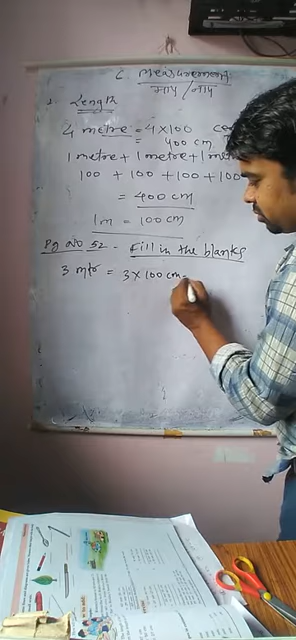 6. Measurement
माप / नाप
Length
4 metre = 4×100
= 400 cm
1 metre + 1 metre + 1
100 + 100 + 100 + 100
= 400 cm
1m = 100 cm
Pg no 52 - Fill in the blanks
3 mtr = 3×100 cm=